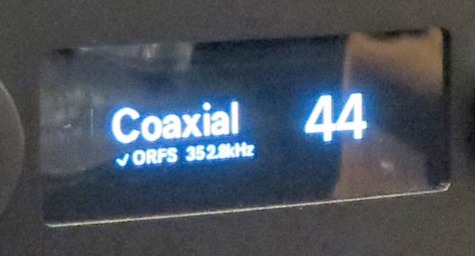 Coaxial 44
✓ ORFS 352.8kHz